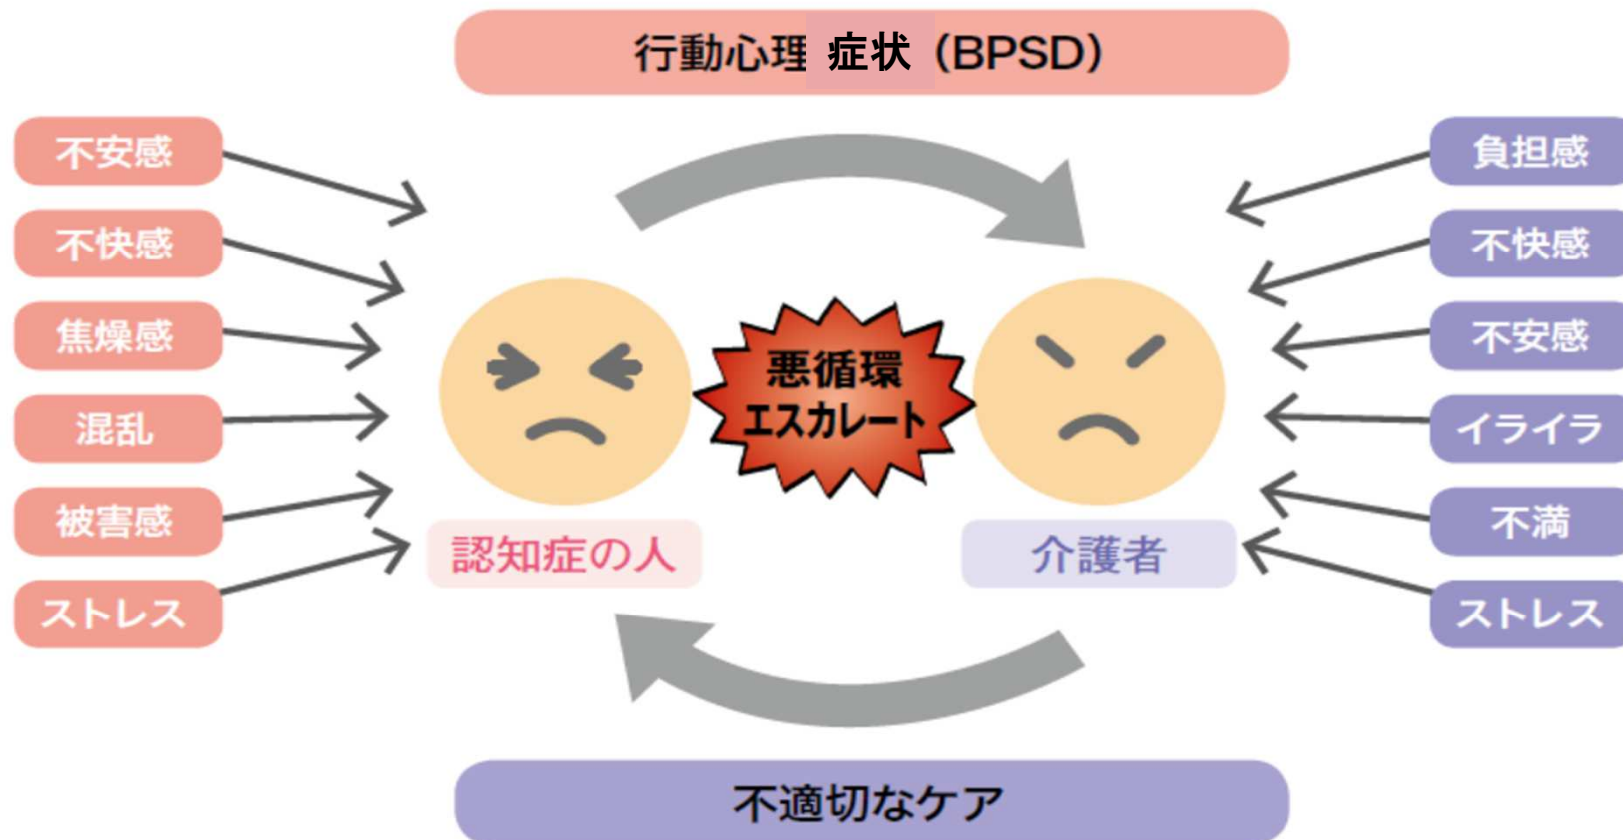 行動心理症状（BPSD）
不安感
不快感
焦燥感
混乱
被害感
ストレス
悪循環
エスカレート
認知症の人
介護者
負担感
不快感
不安感
イライラ
不満
ストレス
不適切なケア